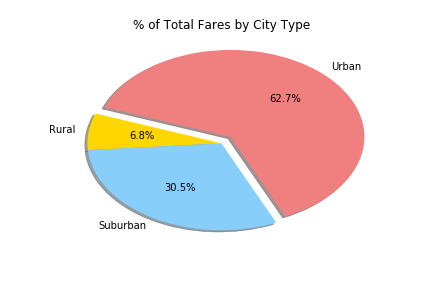 % of Total Fares by City Type
Urban
62.7%
Rural
6.8%
30.5%
Suburban